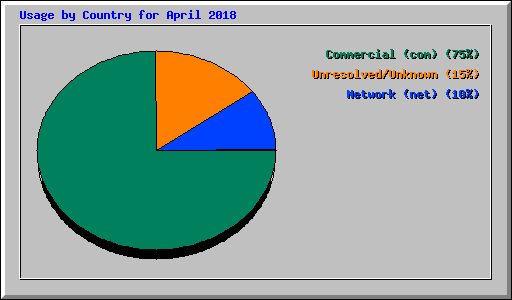 Usage by Country for April 2018
Commercial (com) (75%)
Unresolved/Unknown (15%)
Network (net) (10%)